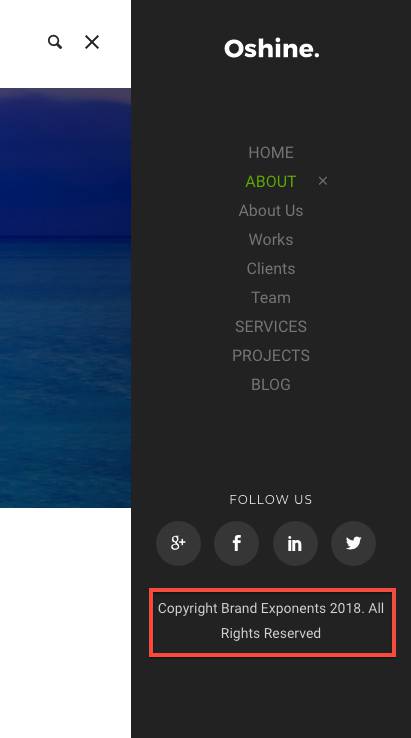 Oshine.
HOME
ABOUT ×
About Us
Works
Clients
Team
SERVICES
PROJECTS
BLOG
FOLLOW US
Copyright Brand Exponents 2018. All
Rights Reserved